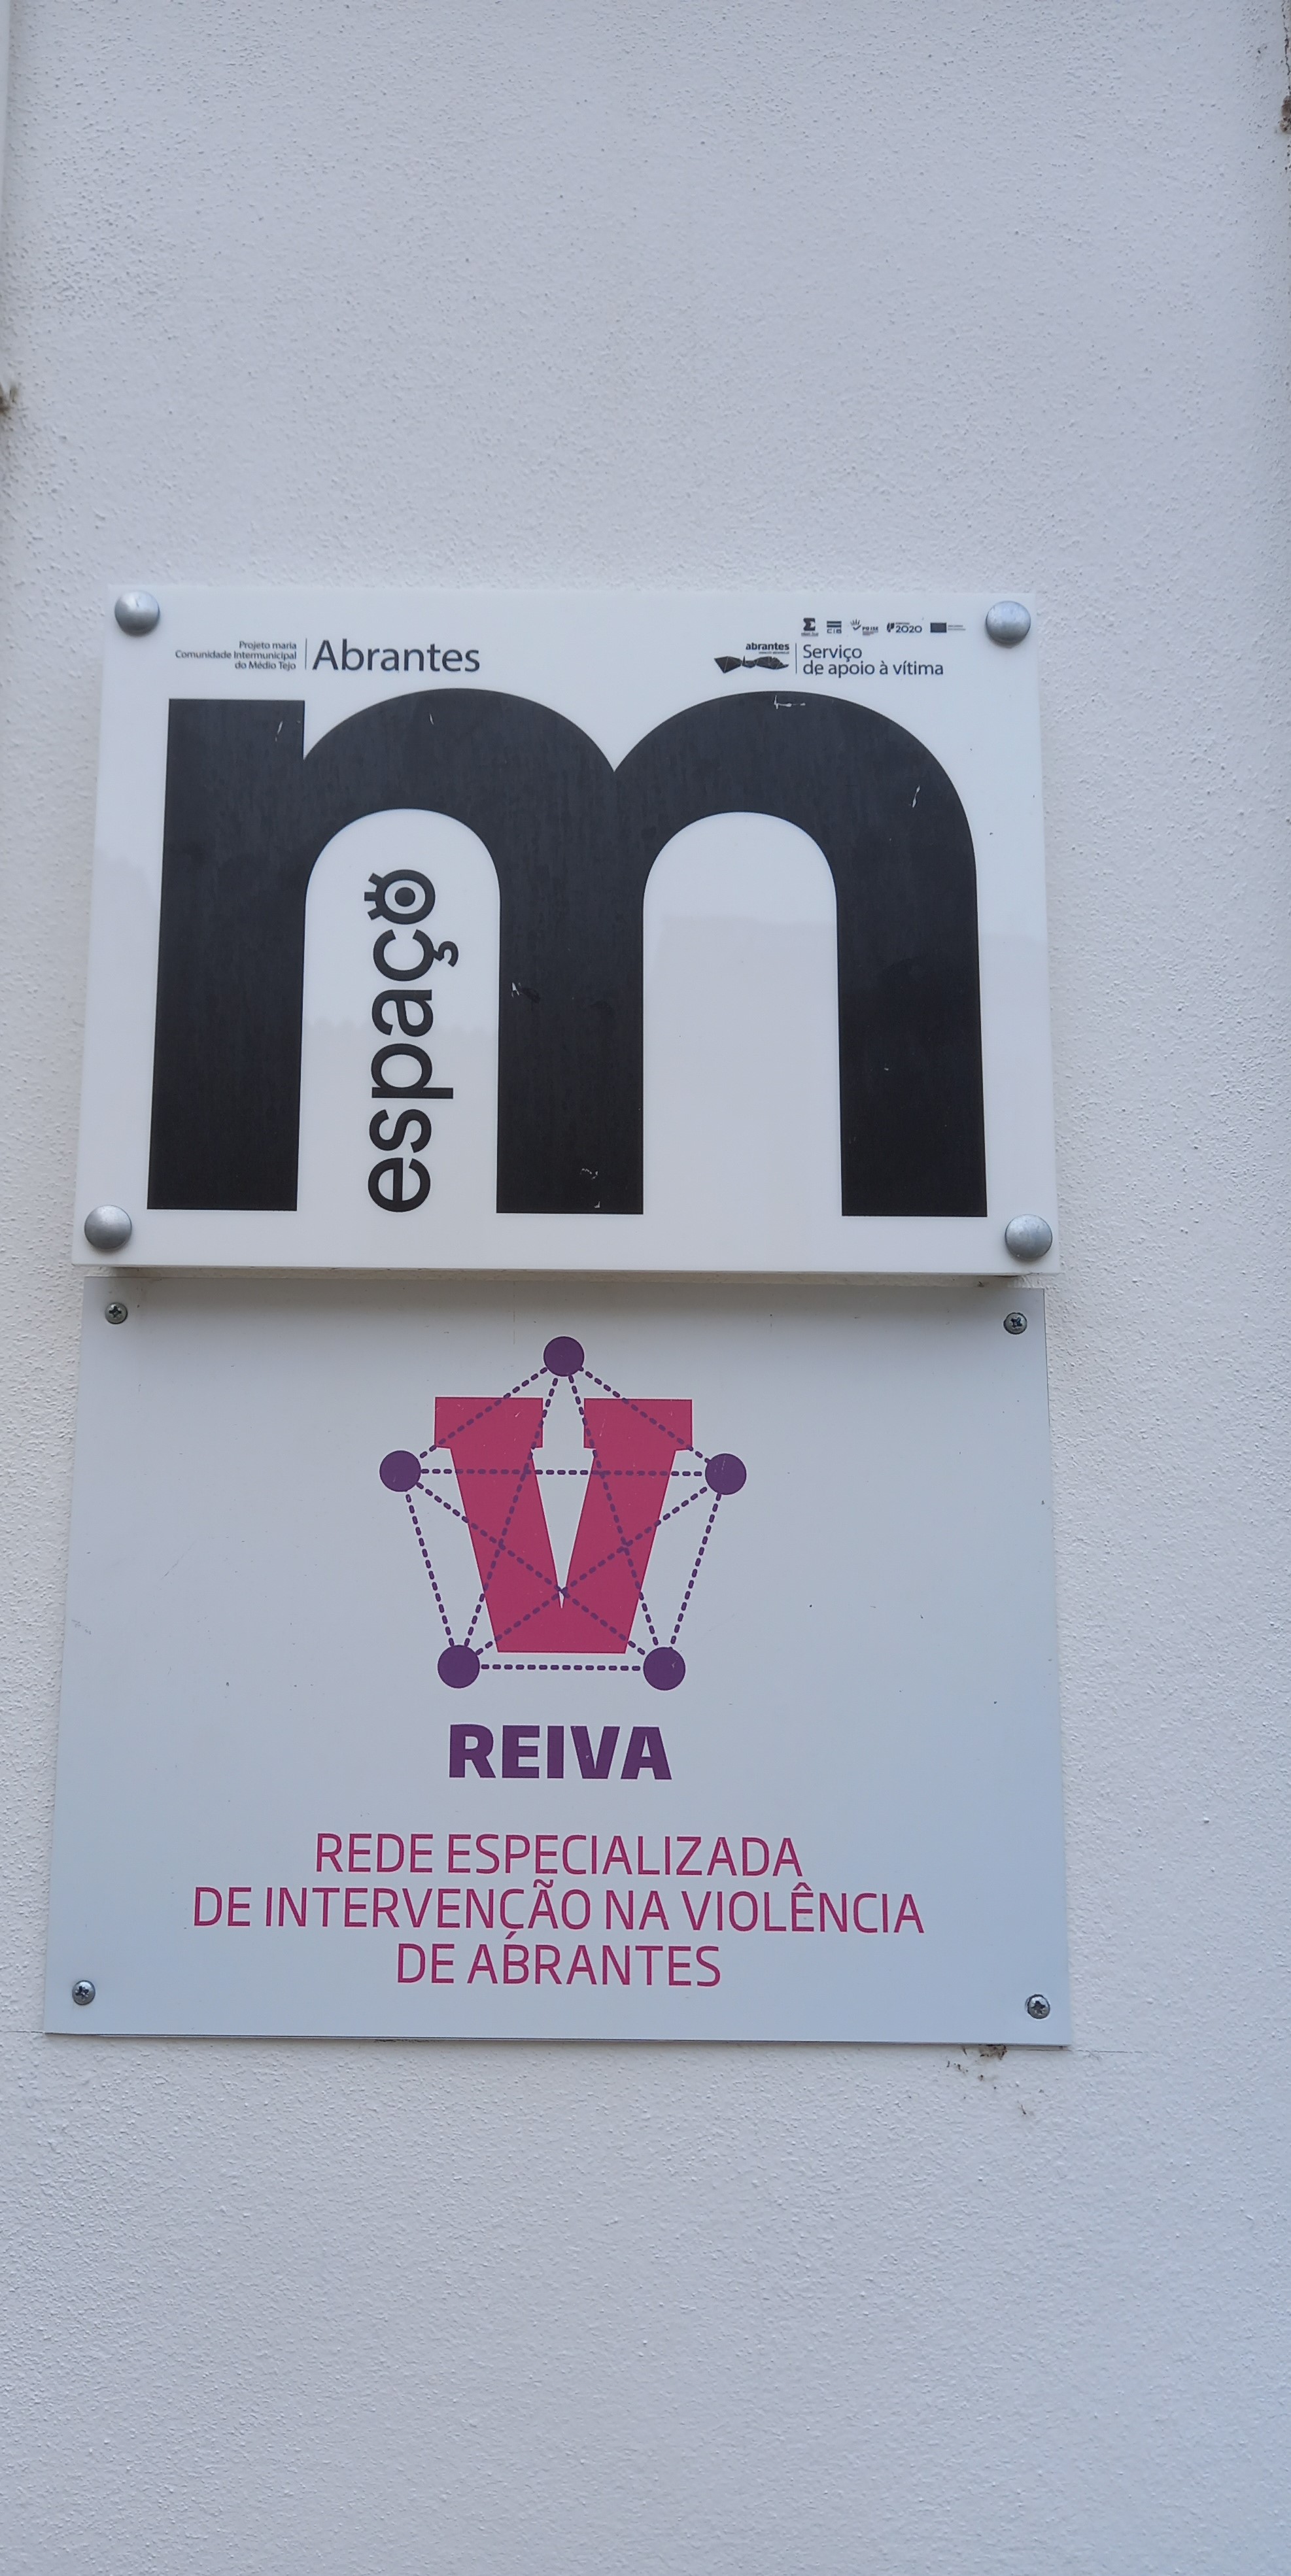 Projeto maria
Comunidade Intermunicipal
do Médio Tejo
Abrantes
2020
abrantes
Serviço
de apoio à vítima
m
espaço
V
REIVA
REDE ESPECIALIZADA
DE INTERVENÇÃO NA VIOLÊNCIA
DE ABRANTES